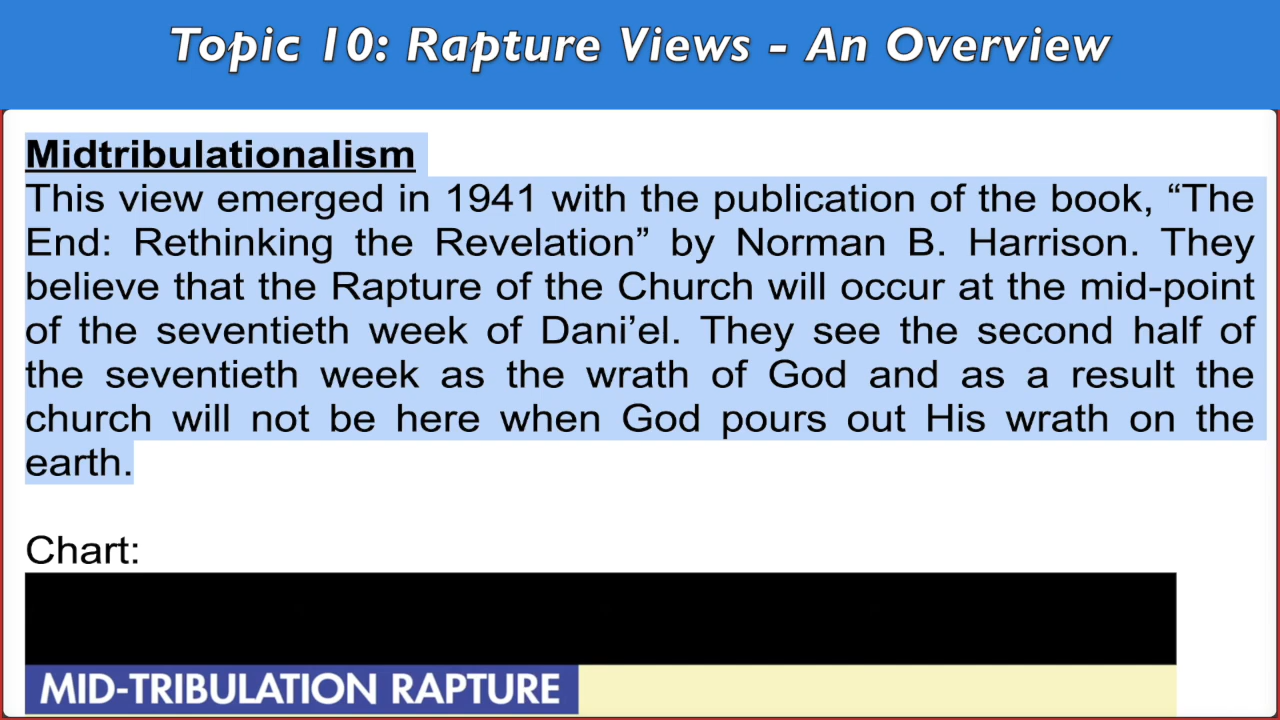 Topic 10: Rapture Views - An Overview
Midtribulationalism
This view emerged in 1941 with the publication of the book, “The
End: Rethinking the Revelation” by Norman B. Harrison. They
believe that the Rapture of the Church will occur at the mid-point
of the seventieth week of Dani’el. They see the second half of
the seventieth week as the wrath of God and as a result the
church will not be here when God pours out His wrath on the
earth.
Chart:
MID-TRIBULATION RAPTURE